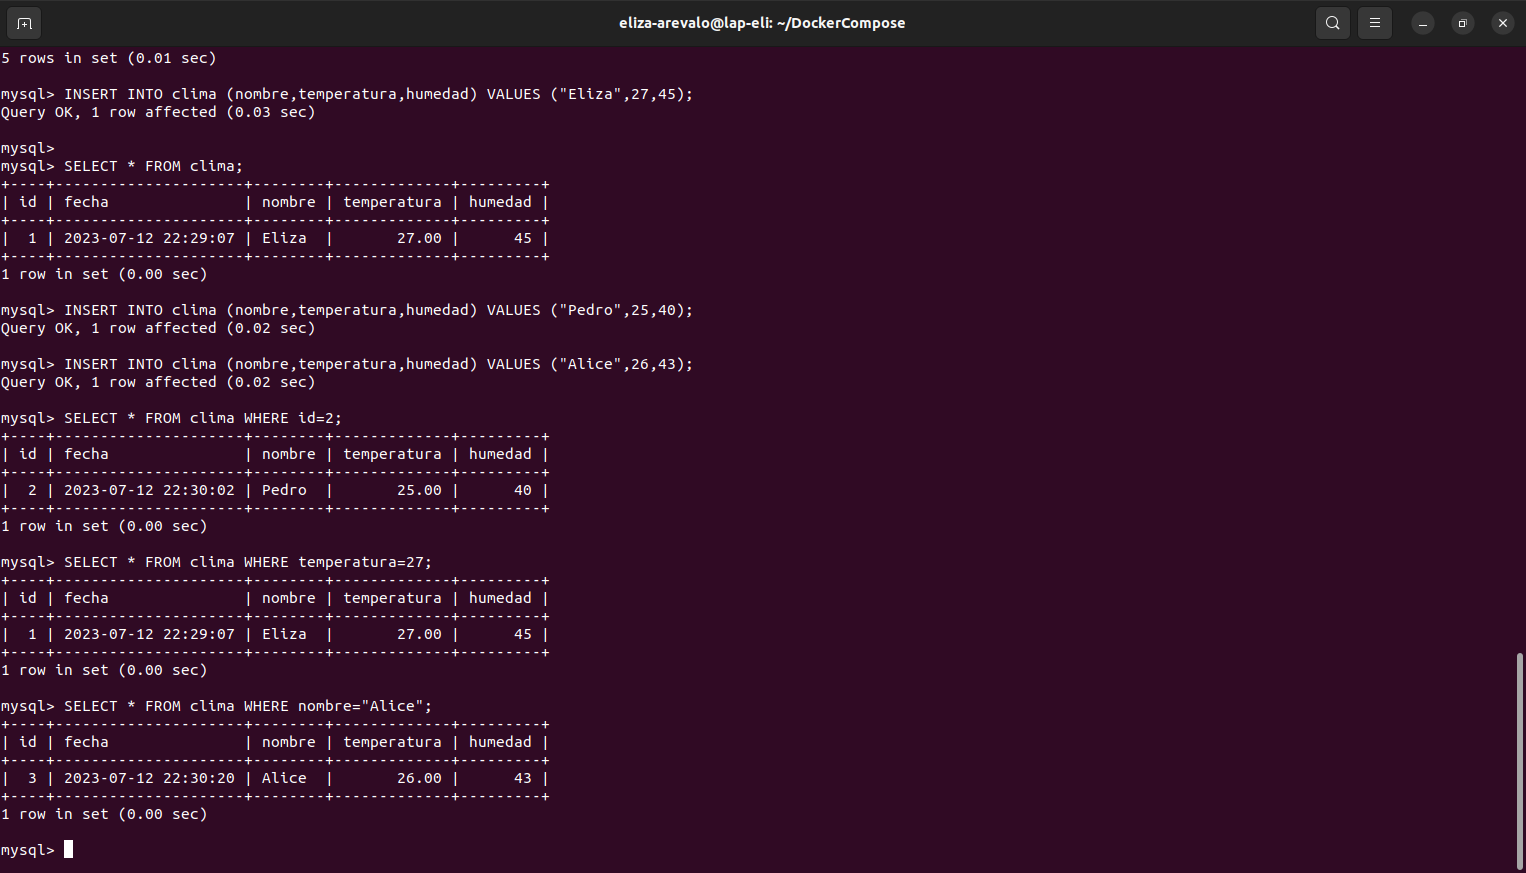 eliza-arevalo@lap-eli: ~/DockerCompose
5 rows in set (0.01 sec)
mysql> INSERT INTO clima (nombre,temperatura,humedad) VALUES ("Eliza",27,45);
Query OK, 1 row affected (0.03 sec)
mysql>
mysql> SELECT * FROM clima;
+----+---------------------+--------+-------------+---------+
| id | fecha               | nombre | temperatura | humedad |
+----+---------------------+--------+-------------+---------+
|  1 | 2023-07-12 22:29:07 | Eliza  |       27.00 |      45 |
+----+---------------------+--------+-------------+---------+
1 row in set (0.00 sec)
mysql> INSERT INTO clima (nombre,temperatura,humedad) VALUES ("Pedro",25,40);
Query OK, 1 row affected (0.02 sec)
mysql> INSERT INTO clima (nombre,temperatura,humedad) VALUES ("Alice",26,43);
Query OK, 1 row affected (0.02 sec)
mysql> SELECT * FROM clima WHERE id=2;
+----+---------------------+--------+-------------+---------+
| id | fecha               | nombre | temperatura | humedad |
+----+---------------------+--------+-------------+---------+
|  2 | 2023-07-12 22:30:02 | Pedro  |       25.00 |      40 |
+----+---------------------+--------+-------------+---------+
1 row in set (0.00 sec)
mysql> SELECT * FROM clima WHERE temperatura=27;
+----+---------------------+--------+-------------+---------+
| id | fecha               | nombre | temperatura | humedad |
+----+---------------------+--------+-------------+---------+
|  1 | 2023-07-12 22:29:07 | Eliza  |       27.00 |      45 |
+----+---------------------+--------+-------------+---------+
1 row in set (0.00 sec)
mysql> SELECT * FROM clima WHERE nombre="Alice";
+----+---------------------+--------+-------------+---------+
| id | fecha               | nombre | temperatura | humedad |
+----+---------------------+--------+-------------+---------+
|  3 | 2023-07-12 22:30:20 | Alice  |       26.00 |      43 |
+----+---------------------+--------+-------------+---------+
1 row in set (0.00 sec)
mysql>